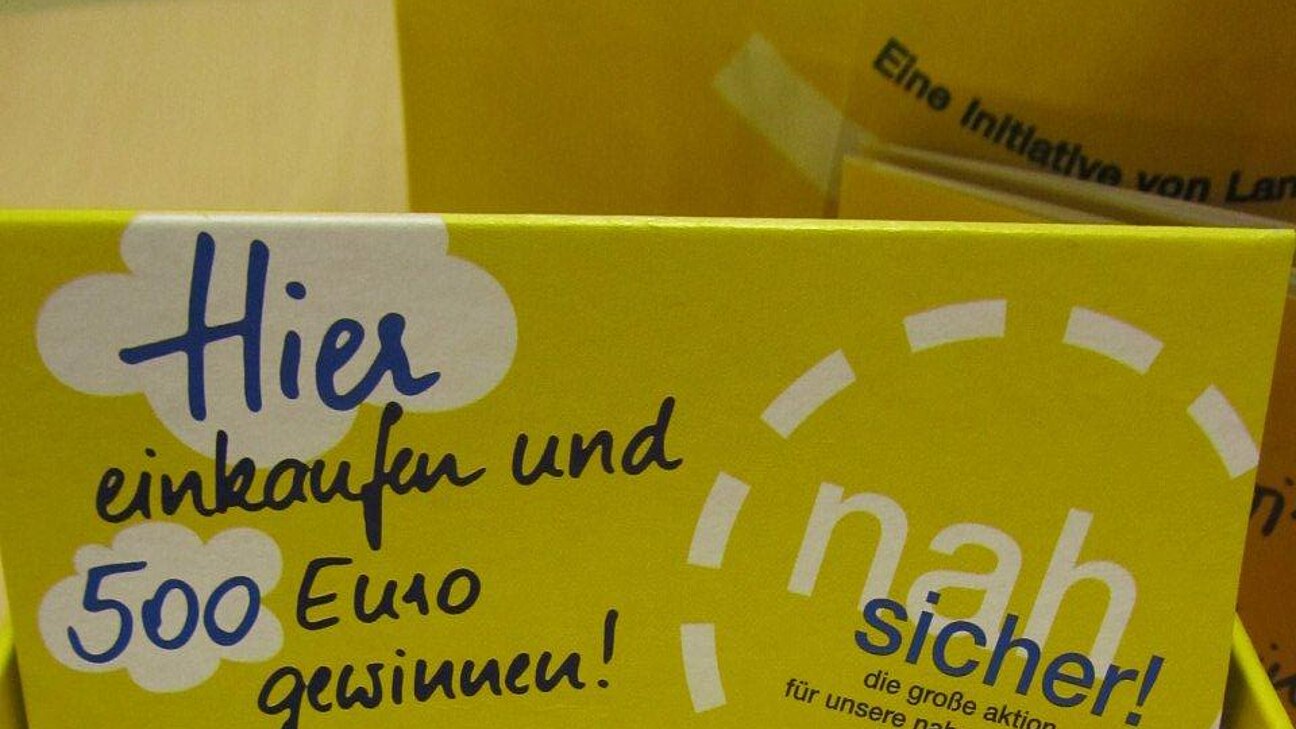 Eine Initiative von
Hier
einkaufen und
500 Euro
gewinnen!
nah
sicher!
die große aktion
für unsere